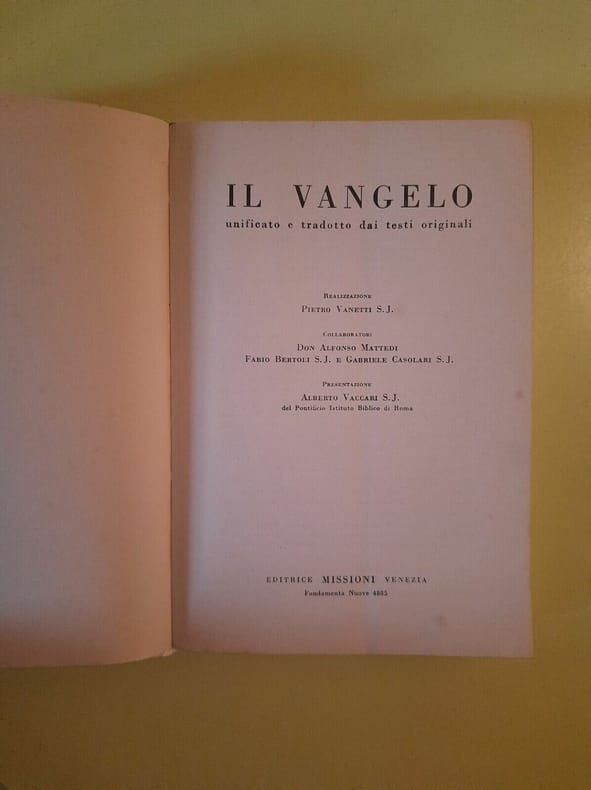 IL VANGELO
unificato e tradotto dai testi originali
Realizzazione
Pietro Vanetti S.J.
Collaboratori
Don Alfonso Mattedi
Fabio Bertoli S.J. e Gabriele Casolari S.J.
Presentazione
Alberto Vaccari S.J.
del Pontificio Istituto Biblico di Roma
EDITRICE MISSIONI VENEZIA
Fondamenta Nuove 4885